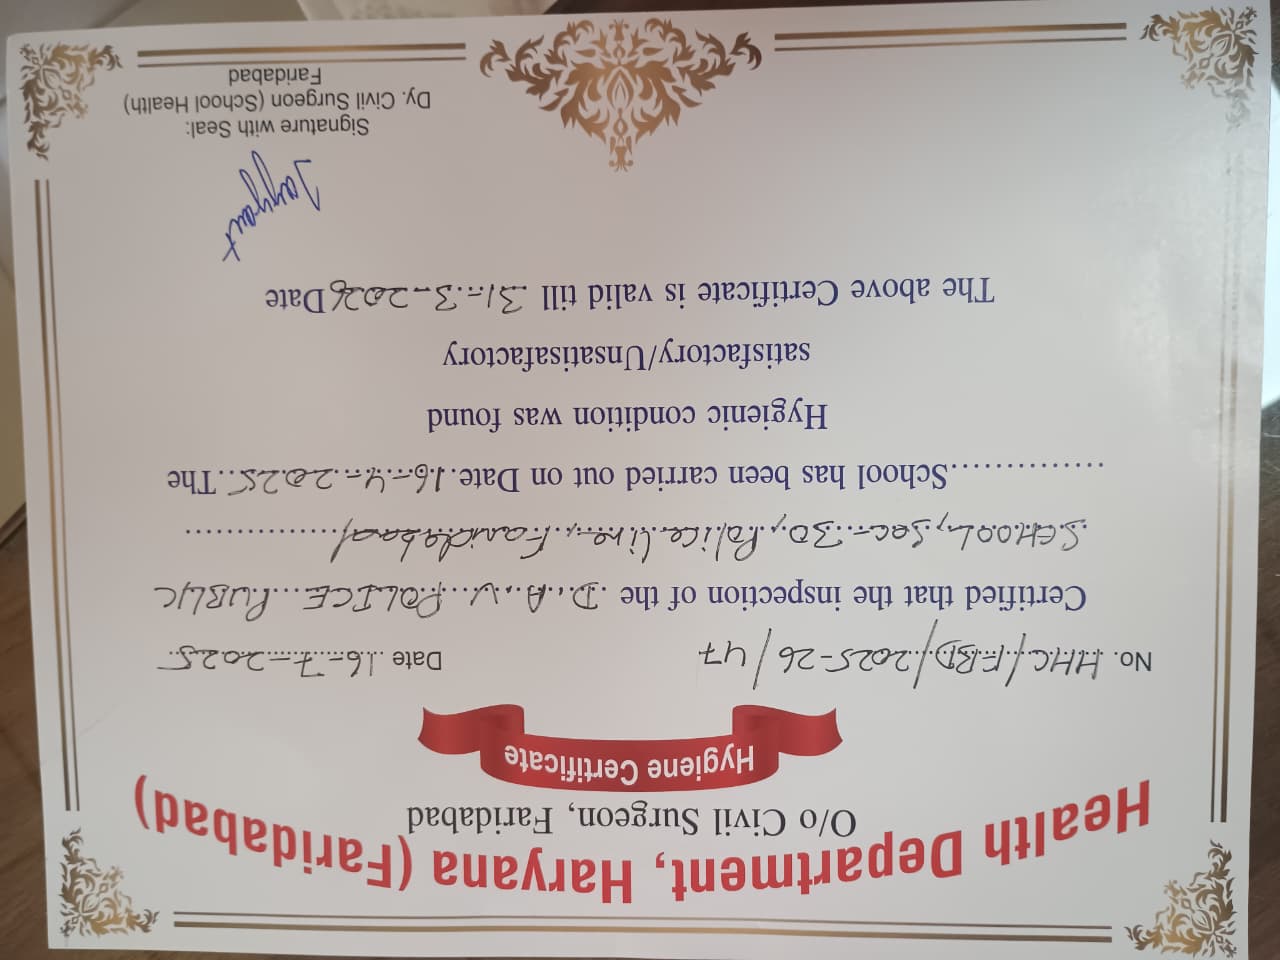 Health Department, Haryana (Faridabad)
O/o Civil Surgeon, Faridabad
Hygiene Certificate
No. HHC/FBD/2025-26/47 Date 16-7-2025
Certified that the inspection of the D.A.V. POLICE PUBLIC
SCHOOL, Sec-30, Police line, Faridabad
...............School has been carried out on Date.16-4-2025..The
Hygienic condition was found
satisfactory/Unsatisafactory
The above Certificate is valid till 31-3-2026 Date
Signature with Seal:
Dy. Civil Surgeon (School Health)
Faridabad